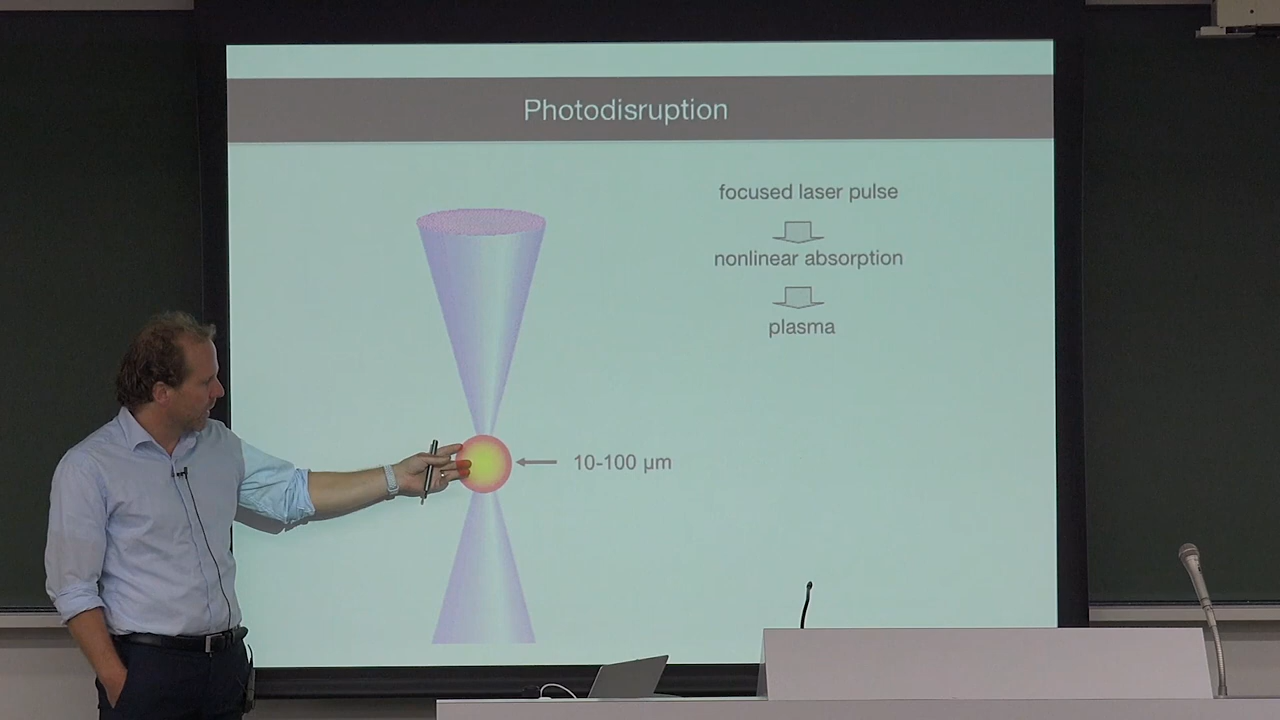 Photodisruption
focused laser pulse
nonlinear absorption
plasma
10-100 µm